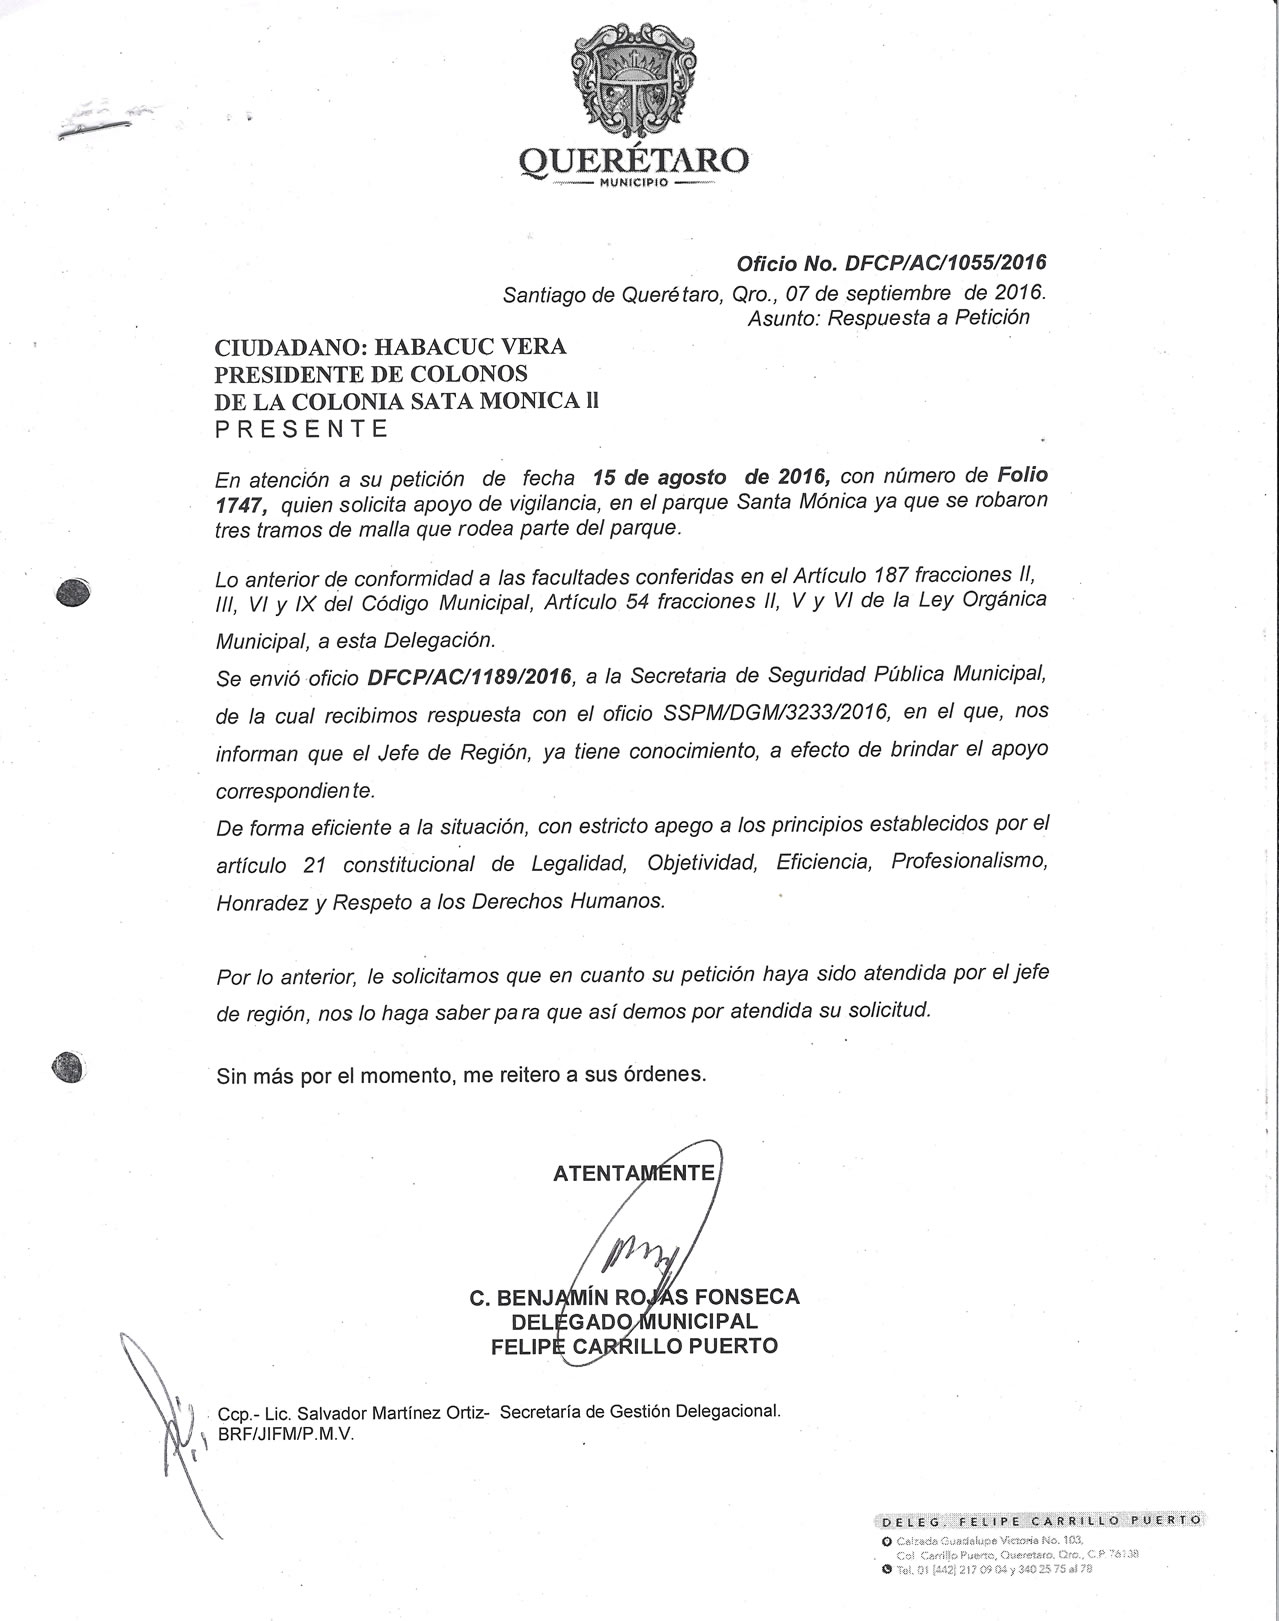 QUERÉTARO
MUNICIPIO
Oficio No. DFCP/AC/1055/2016
Santiago de Querétaro, Qro., 07 de septiembre de 2016.
Asunto: Respuesta a Petición
CIUDADANO: HABACUC VERA
PRESIDENTE DE COLONOS
DE LA COLONIA SATA MONICA ll
P R E S E N T E
En atención a su petición de fecha 15 de agosto de 2016, con número de Folio
1747, quien solicita apoyo de vigilancia, en el parque Santa Mónica ya que se robaron
tres tramos de malla que rodea parte del parque.
Lo anterior de conformidad a las facultades conferidas en el Artículo 187 fracciones II,
III, VI y IX del Código Municipal, Artículo 54 fracciones II, V y VI de la Ley Orgánica
Municipal, a esta Delegación.
Se envió oficio DFCP/AC/1189/2016, a la Secretaria de Seguridad Pública Municipal,
de la cual recibimos respuesta con el oficio SSPM/DGM/3233/2016, en el que, nos
informan que el Jefe de Región, ya tiene conocimiento, a efecto de brindar el apoyo
correspondiente.
De forma eficiente a la situación, con estricto apego a los principios establecidos por el
artículo 21 constitucional de Legalidad, Objetividad, Eficiencia, Profesionalismo,
Honradez y Respeto a los Derechos Humanos.
Por lo anterior, le solicitamos que en cuanto su petición haya sido atendida por el jefe
de región, nos lo haga saber para que así demos por atendida su solicitud.
Sin más por el momento, me reitero a sus órdenes.
ATENTAMENTE
C. BENJAMÍN ROJAS FONSECA
DELEGADO MUNICIPAL
FELIPE CARRILLO PUERTO
Ccp.- Lic. Salvador Martínez Ortiz- Secretaría de Gestión Delegacional.
BRF/JIFM/P.M.V.
DELEG. FELIPE CARRILLO PUERTO
Calzada Guadalupe Victoria No. 103,
Col. Carrillo Puerto, Queretaro, Qro., C.P. 76138
Tel. 01 (442) 217 09 04 y 340 25 75 al 78